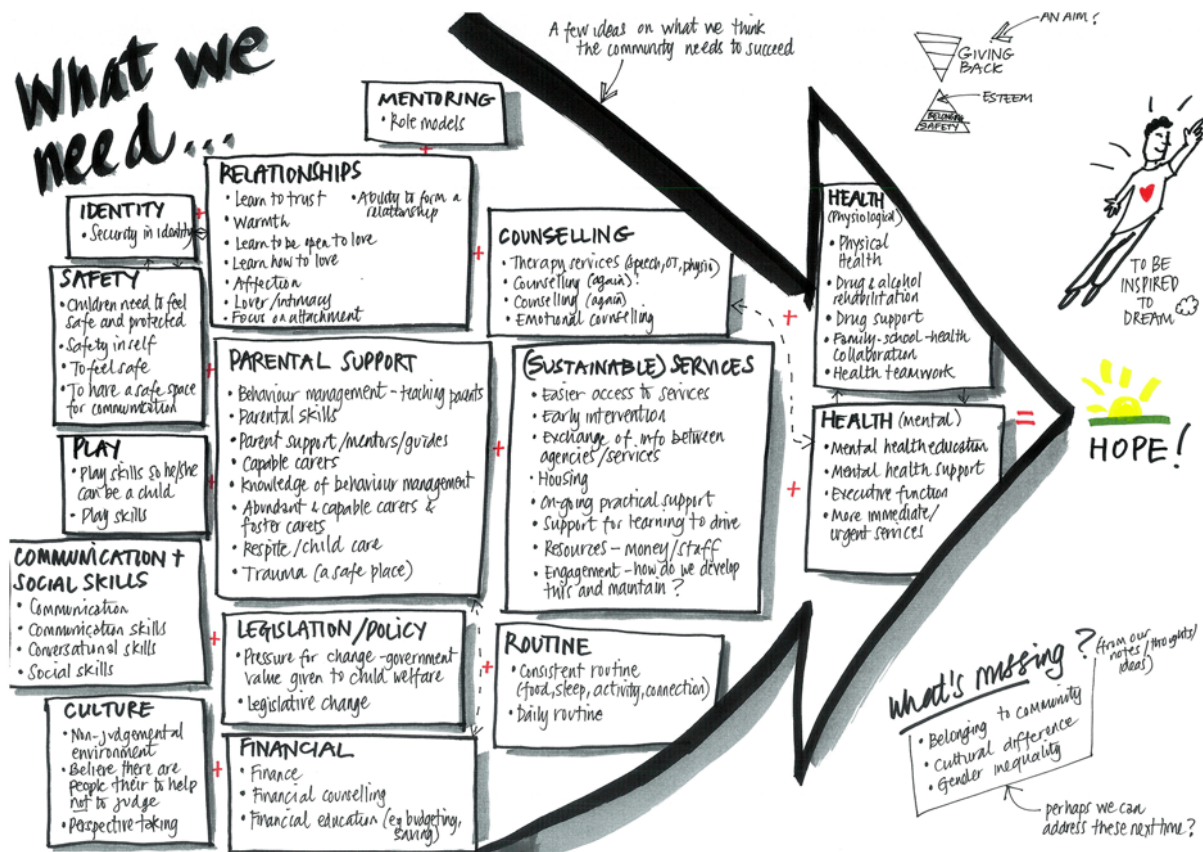 What we
need...
A few ideas on what we think
the community needs to succeed
AN AIM?
GIVING
BACK
ESTEEM
BELONGING
SAFETY
MENTORING
• Role models
RELATIONSHIPS
• Learn to trust
• Ability to form a
relationship
• Warmth
• Learn to be open to love
• Learn how to love
• Affection
• Lover/intimacy
• Focus on attachment
IDENTITY
• Security in identity
SAFETY
• Children need to feel
safe and protected
• Safety in self
• To feel safe
• To have a safe space
for communication
PLAY
• Play skills so he/she
can be a child
• Play skills
COMMUNICATION +
SOCIAL SKILLS
• Communication
• Communication skills
• Conversational skills
• Social skills
CULTURE
• Non-judgemental
environment
• Believe there are
people their to help
not to judge
• Perspective taking
PARENTAL SUPPORT
• Behaviour management - teaching parents
• Parental skills
• Parent support/mentors/guides
• Capable carers
• Knowledge of behaviour management
• Abundant & capable carers &
foster carers
• Respite/child care
• Trauma (a safe place)
LEGISLATION/POLICY
• Pressure for change - government
value given to child welfare
• Legislative change
FINANCIAL
• Finance
• Financial counselling
• Financial education (eg budgeting,
saving)
COUNSELLING
• Therapy services (speech, OT, physio)
• Counselling (again)
• Counselling (again)
• Emotional counselling
(SUSTAINABLE) SERVICES
• Easier access to services
• Early intervention
• Exchange of info between
agencies/services
• Housing
• On-going practical support
• Support for learning to drive
• Resources - money/staff
• Engagement - how do we develop
this and maintain?
ROUTINE
• Consistent routine
(food, sleep, activity, connection)
• Daily routine
HEALTH
(Physiological)
• Physical
Health
• Drug & alcohol
rehabilitation
• Drug support
• Family-school-health
collaboration
• Health teamwork
HEALTH (mental)
• Mental health education
• Mental health support
• Executive function
• More immediate/
urgent services
=
TO BE
INSPIRED
TO
DREAM
HOPE!
What's missing?
(from our
notes/thoughts/
ideas)
• Belonging to community
• Cultural difference
• Gender inequality
perhaps we can
address these next time?